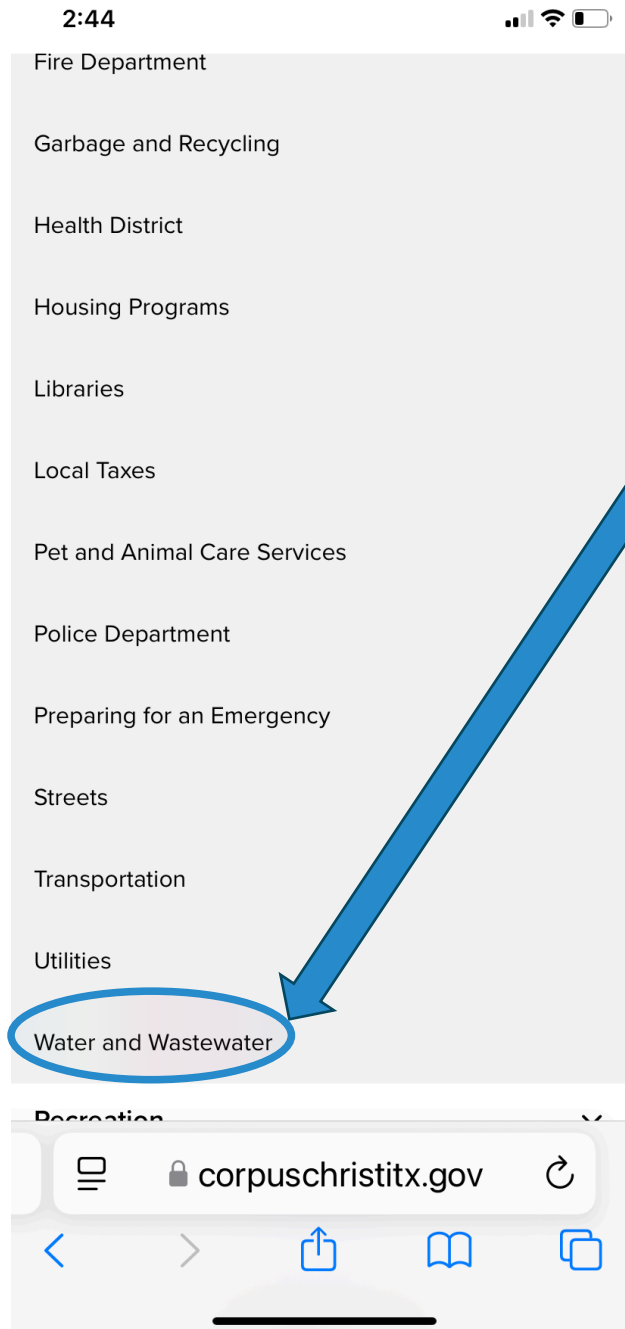 2:44
Fire Department
Garbage and Recycling
Health District
Housing Programs
Libraries
Local Taxes
Pet and Animal Care Services
Police Department
Preparing for an Emergency
Streets
Transportation
Utilities
Water and Wastewater
Recreation
corpuschristitx.gov